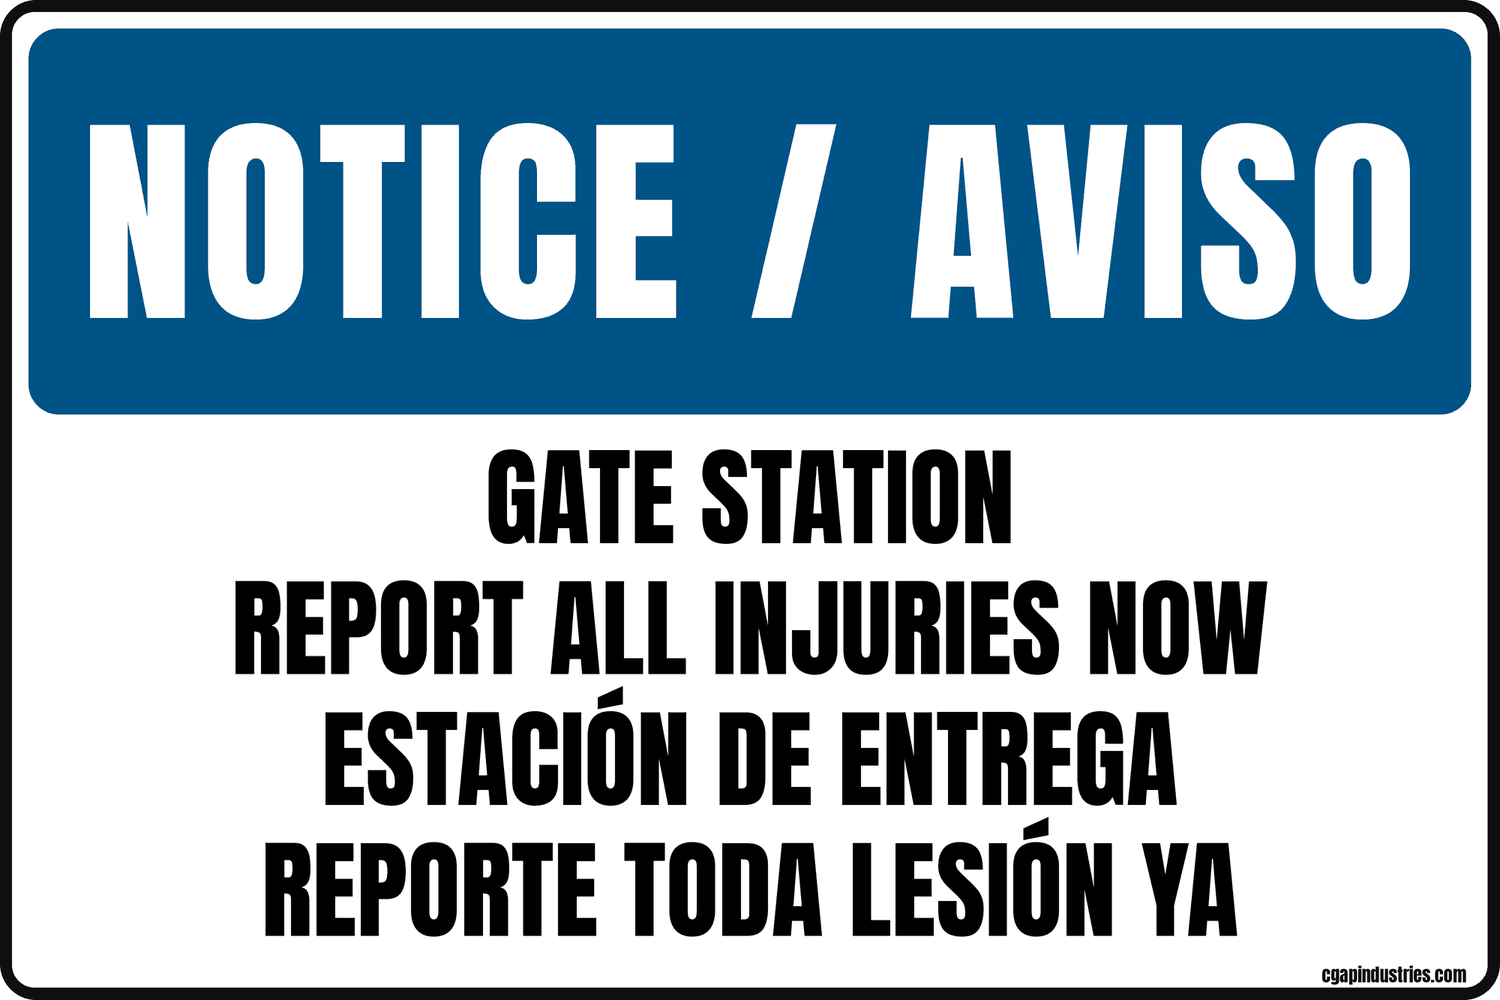 NOTICE / AVISO
GATE STATION
REPORT ALL INJURIES NOW
ESTACIÓN DE ENTREGA
REPORTE TODA LESIÓN YA
cgapindustries.com